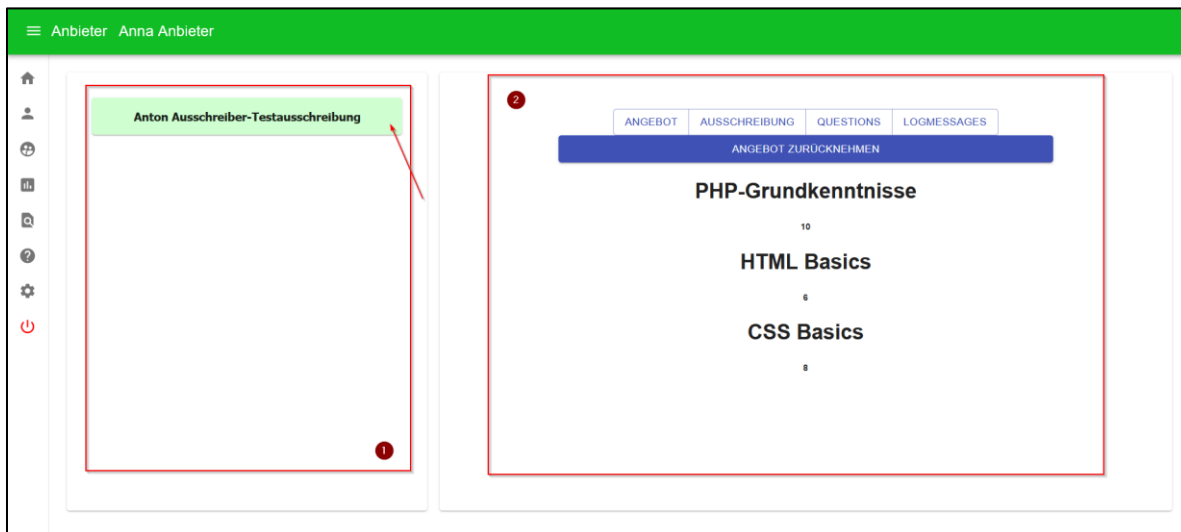 Anbieter Anna Anbieter
Anton Ausschreiber-Testausschreibung
1
2
ANGEBOT AUSSCHREIBUNG QUESTIONS LOGMESSAGES
ANGEBOT ZURÜCKNEHMEN
PHP-Grundkenntnisse
10
HTML Basics
6
CSS Basics
8